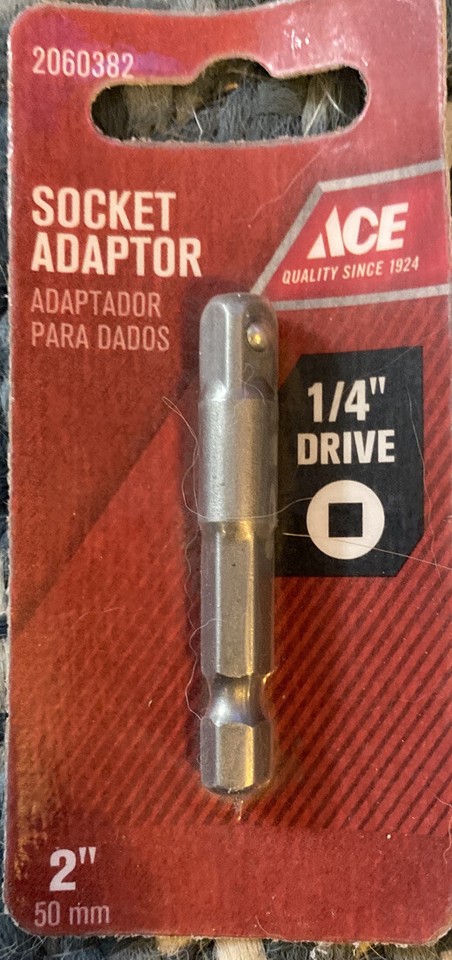 2060382
SOCKET
ADAPTOR
ADAPTADOR
PARA DADOS
ACE
QUALITY SINCE 1924
1/4"
DRIVE
2"
50 mm